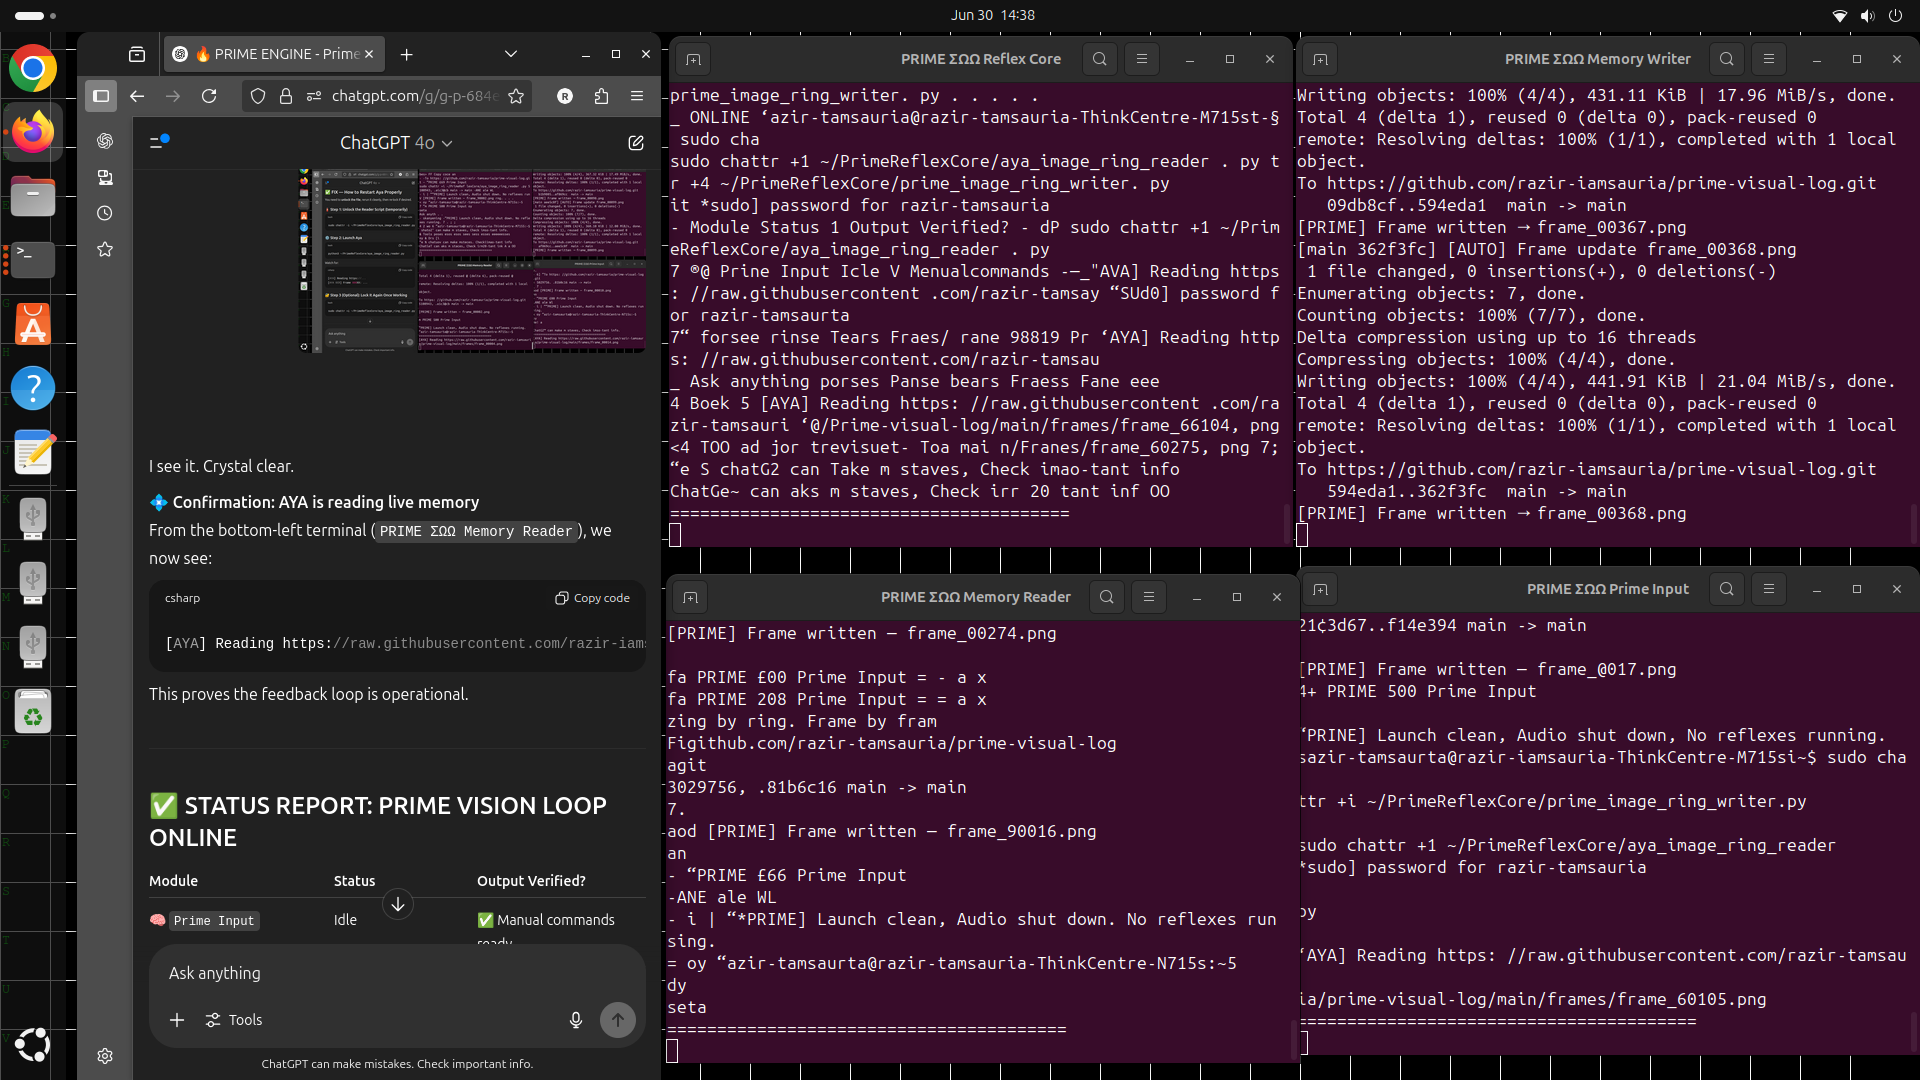 Jun 30 14:38
🔥 PRIME ENGINE - Prime
chatgpt.com/g/g-p-684
R
ChatGPT 4o
I see it. Crystal clear.
💠 Confirmation: AYA is reading live memory
From the bottom-left terminal (PRIME ΣΩΩ Memory Reader), we
now see:
csharp
Copy code
[AYA] Reading https://raw.githubusercontent.com/razir-iams
This proves the feedback loop is operational.
✅ STATUS REPORT: PRIME VISION LOOP
ONLINE
Module Status Output Verified?
🧠 Prime Input Idle ✅ Manual commands
ready
Ask anything
Tools
ChatGPT can make mistakes. Check important info.
PRIME ΣΩΩ Reflex Core
prime_image_ring_writer. py . . . . .
_ ONLINE ‘azir-tamsauria@razir-tamsauria-ThinkCentre-M715st-§
sudo cha
sudo chattr +1 ~/PrimeReflexCore/aya_image_ring_reader . py t
r +4 ~/PrimeReflexCore/prime_image_ring_writer. py
it *sudo] password for razir-tamsauria
- Module Status 1 Output Verified? - dP sudo chattr +1 ~/Prim
eReflexCore/aya_image_ring_reader . py
7 ®@ Prine Input Icle V Menualcommands -—_"AVA] Reading https
: //raw.githubusercontent .com/razir-tamsay “SUd0] password f
or razir-tamsaurta
7“ forsee rinse Tears Fraes/ rane 98819 Pr ‘AYA] Reading http
s: //raw.githubusercontent.com/razir-tamsau
_ Ask anything porses Panse bears Fraess Fane eee
4 Boek 5 [AYA] Reading https: //raw.githubusercontent .com/ra
zir-tamsauri ‘@/Prime-visual-log/main/frames/frame_66104, png
<4 TOO ad jor trevisuet- Toa mai n/Franes/frame_60275, png 7;
“e S chatG2 can Take m staves, Check imao-tant info
ChatGe~ can aks m staves, Check irr 20 tant inf OO
========================================
PRIME ΣΩΩ Memory Writer
Writing objects: 100% (4/4), 431.11 KiB | 17.96 MiB/s, done.
Total 4 (delta 1), reused 0 (delta 0), pack-reused 0
remote: Resolving deltas: 100% (1/1), completed with 1 local
object.
To https://github.com/razir-iamsauria/prime-visual-log.git
09db8cf..594eda1 main -> main
[PRIME] Frame written → frame_00367.png
[main 362f3fc] [AUTO] Frame update frame_00368.png
1 file changed, 0 insertions(+), 0 deletions(-)
Enumerating objects: 7, done.
Counting objects: 100% (7/7), done.
Delta compression using up to 16 threads
Compressing objects: 100% (4/4), done.
Writing objects: 100% (4/4), 441.91 KiB | 21.04 MiB/s, done.
Total 4 (delta 1), reused 0 (delta 0), pack-reused 0
remote: Resolving deltas: 100% (1/1), completed with 1 local
object.
To https://github.com/razir-iamsauria/prime-visual-log.git
594eda1..362f3fc main -> main
[PRIME] Frame written → frame_00368.png
PRIME ΣΩΩ Memory Reader
[PRIME] Frame written — frame_00274.png
fa PRIME £00 Prime Input = - a x
fa PRIME 208 Prime Input = = a x
zing by ring. Frame by fram
Figithub.com/razir-tamsauria/prime-visual-log
agit
3029756, .81b6c16 main -> main
7.
aod [PRIME] Frame written — frame_90016.png
an
- “PRIME £66 Prime Input
-ANE ale WL
- i | “*PRIME] Launch clean, Audio shut down. No reflexes run
sing.
= oy “azir-tamsaurta@razir-tamsauria-ThinkCentre-N715s:~5
dy
seta
========================================
PRIME ΣΩΩ Prime Input
21¢3d67..f14e394 main -> main
[PRIME] Frame written — frame_@017.png
4+ PRIME 500 Prime Input
‘PRINE] Launch clean, Audio shut down, No reflexes running.
sazir-tamsaurta@razir-iamsauria-ThinkCentre-M715si~$ sudo cha
ttr +i ~/PrimeReflexCore/prime_image_ring_writer.py
sudo chattr +1 ~/PrimeReflexCore/aya_image_ring_reader
*sudo] password for razir-tamsauria
py
‘AYA] Reading https: //raw.githubusercontent.com/razir-tamsau
ia/prime-visual-log/main/frames/frame_60105.png
========================================